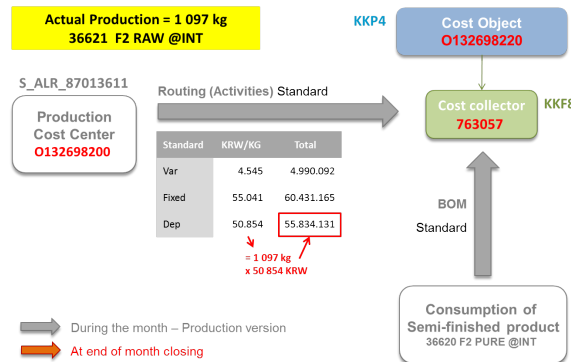 Actual Production = 1 097 kg
36621 F2 RAW @INT
KKP4
Cost Object
O132698220
S_ALR_87013611
Routing (Activities) Standard
Production
Cost Center
O132698200
Cost collector
763057
KKF
Standard KRW/KG Total
Var 4.545 4.990.092
Fixed 55.041 60.431.165
Dep 50.854 55.834.131
= 1 097 kg
x 50 854 KRW
BOM
Standard
Consumption of
Semi-finished product
36620 F2 PURE @INT
During the month – Production version
At end of month closing